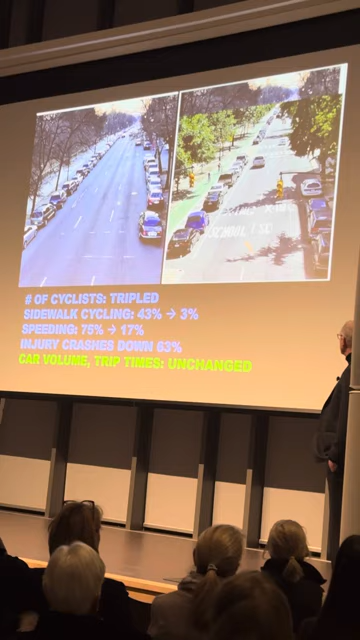 # OF CYCLISTS: TRIPLED
SIDEWALK CYCLING: 43% → 3%
SPEEDING: 75% → 17%
INJURY CRASHES DOWN 63%
CAR VOLUME, TRIP TIMES: UNCHANGED